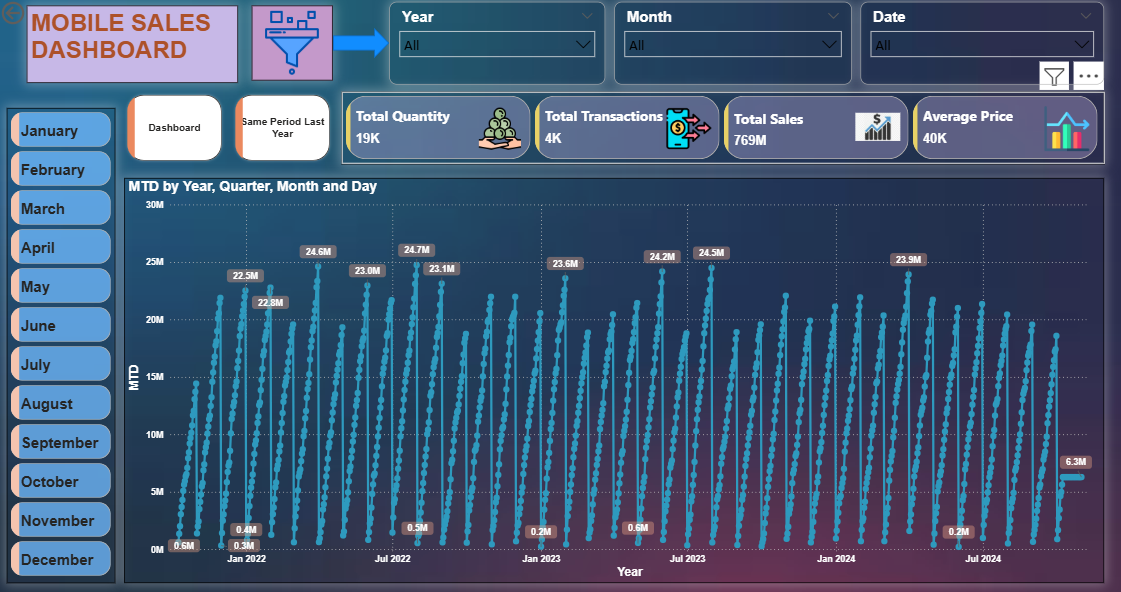 MOBILE SALES
DASHBOARD
Year
All
Month
All
Date
All
Dashboard
Same Period Last
Year
Total Quantity
19K
Total Transactions
4K
Total Sales
769M
Average Price
40K
January
February
March
April
May
June
July
August
September
October
November
December
MTD by Year, Quarter, Month and Day
MTD
30M
25M
20M
15M
10M
5M
0M
0.6M
22.5M
0.4M
0.3M
22.8M
24.6M
23.0M
24.7M
0.5M
23.1M
0.2M
23.6M
0.6M
24.2M
24.5M
23.9M
0.2M
6.3M
Jan 2022
Jul 2022
Jan 2023
Jul 2023
Jan 2024
Jul 2024
Year